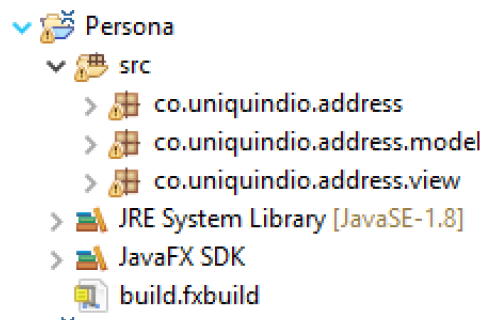 Persona
src
co.uniquindio.address
co.uniquindio.address.model
co.uniquindio.address.view
JRE System Library [JavaSE-1.8]
JavaFX SDK
build.fxbuild